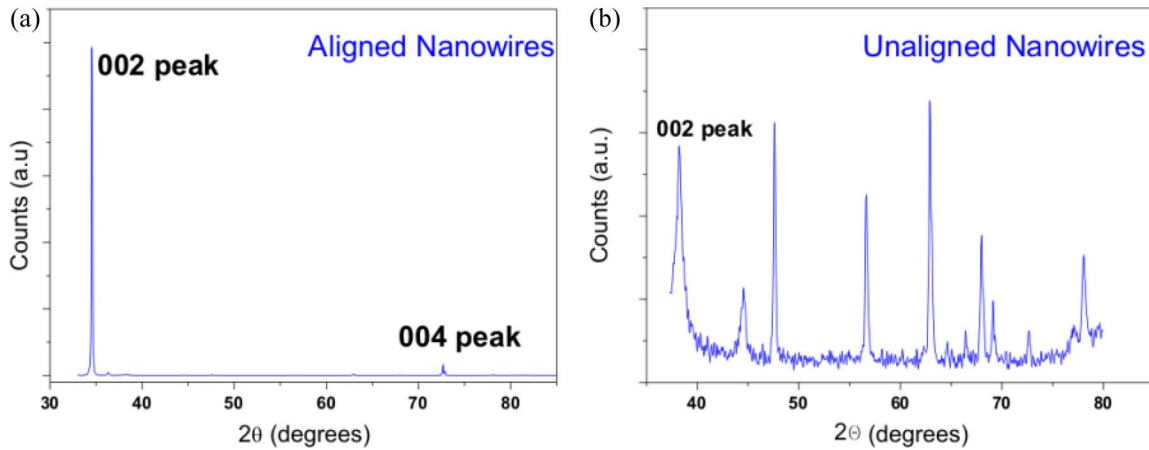 (a)
Aligned Nanowires
002 peak
004 peak
Counts (a.u)
30 40 50 60 70 80
2θ (degrees)
(b)
Unaligned Nanowires
002 peak
Counts (a.u.)
40 50 60 70 80
2Θ (degrees)